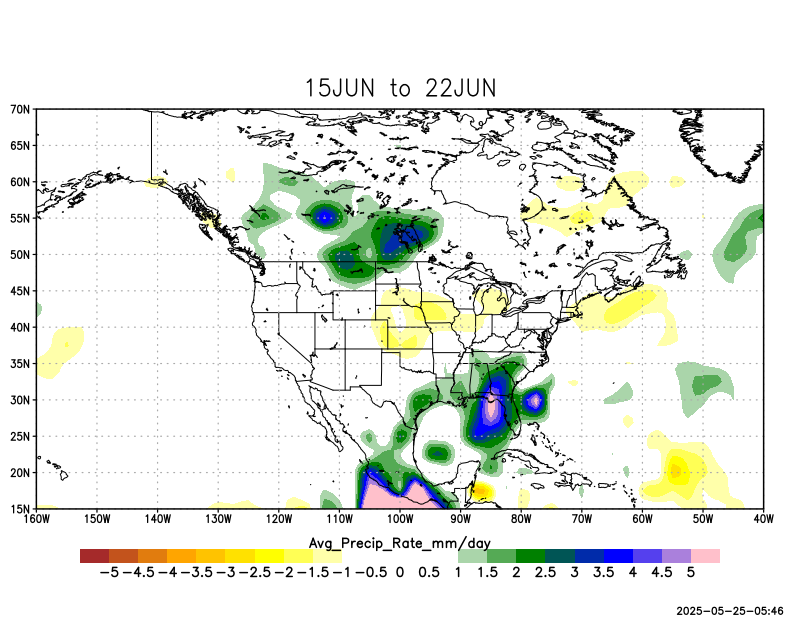 15JUN to 22JUN
70N
65N
60N
55N
50N
45N
40N
35N
30N
25N
20N
15N
160W 150W 140W 130W 120W 110W 100W 90W 80W 70W 60W 50W 40W
Avg_Precip_Rate_mm/day
-5 -4.5 -4 -3.5 -3 -2.5 -2 -1.5 -1 -0.5 0 0.5 1 1.5 2 2.5 3 3.5 4 4.5 5
2025-05-25-05:46